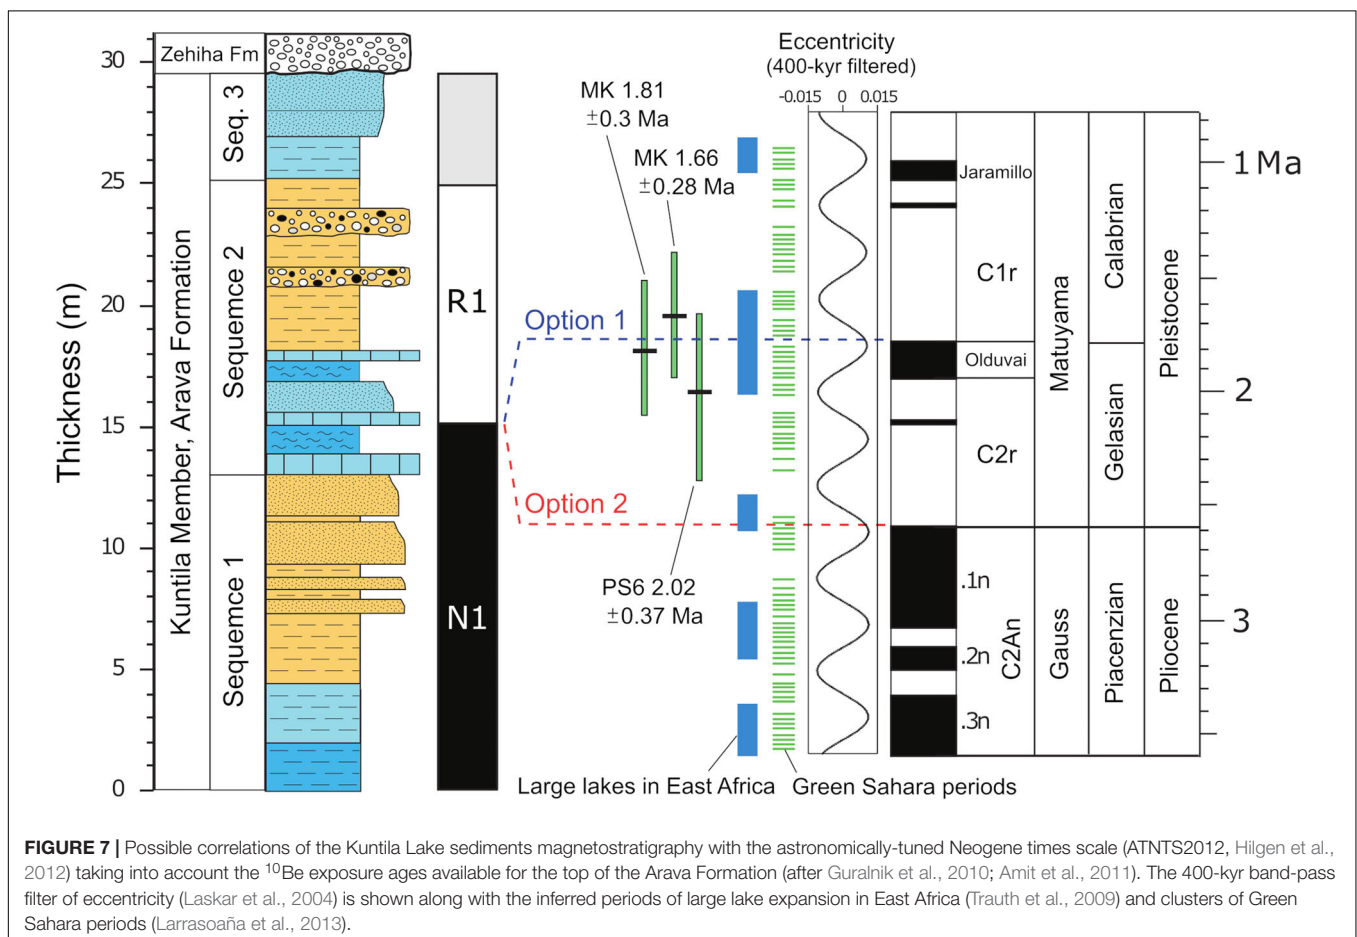 Thickness (m)
30
25
20
15
10
5
0
Kuntila Member, Arava Formation
Zehiha Fm
Seq. 3
Sequemce 2
Sequemce 1
R1
N1
Option 1
Option 2
MK 1.81
±0.3 Ma
MK 1.66
±0.28 Ma
PS6 2.02
±0.37 Ma
Large lakes in East Africa
Green Sahara periods
Eccentricity
(400-kyr filtered)
-0.015 0 0.015
Jaramillo
C1r
Olduvai
C2r
.1n
.2n
.3n
C2An
Matuyama
Gauss
Calabrian
Gelasian
Piacenzian
Pleistocene
Pliocene
1 Ma
2
3
FIGURE 7 | Possible correlations of the Kuntila Lake sediments magnetostratigraphy with the astronomically-tuned Neogene times scale (ATNTS2012, Hilgen et al.,
2012) taking into account the ¹⁰Be exposure ages available for the top of the Arava Formation (after Guralnik et al., 2010; Amit et al., 2011). The 400-kyr band-pass
filter of eccentricity (Laskar et al., 2004) is shown along with the inferred periods of large lake expansion in East Africa (Trauth et al., 2009) and clusters of Green
Sahara periods (Larrasoaña et al., 2013).